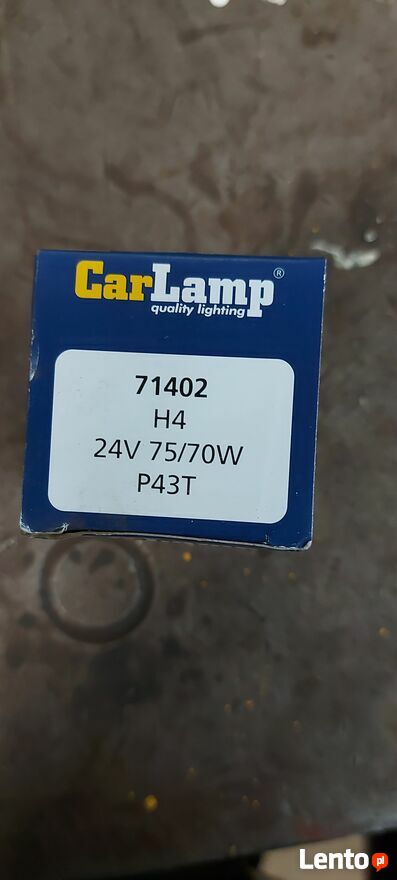 CarLamp®
quality lighting
71402
H4
24V 75/70W
P43T
Lento.pl